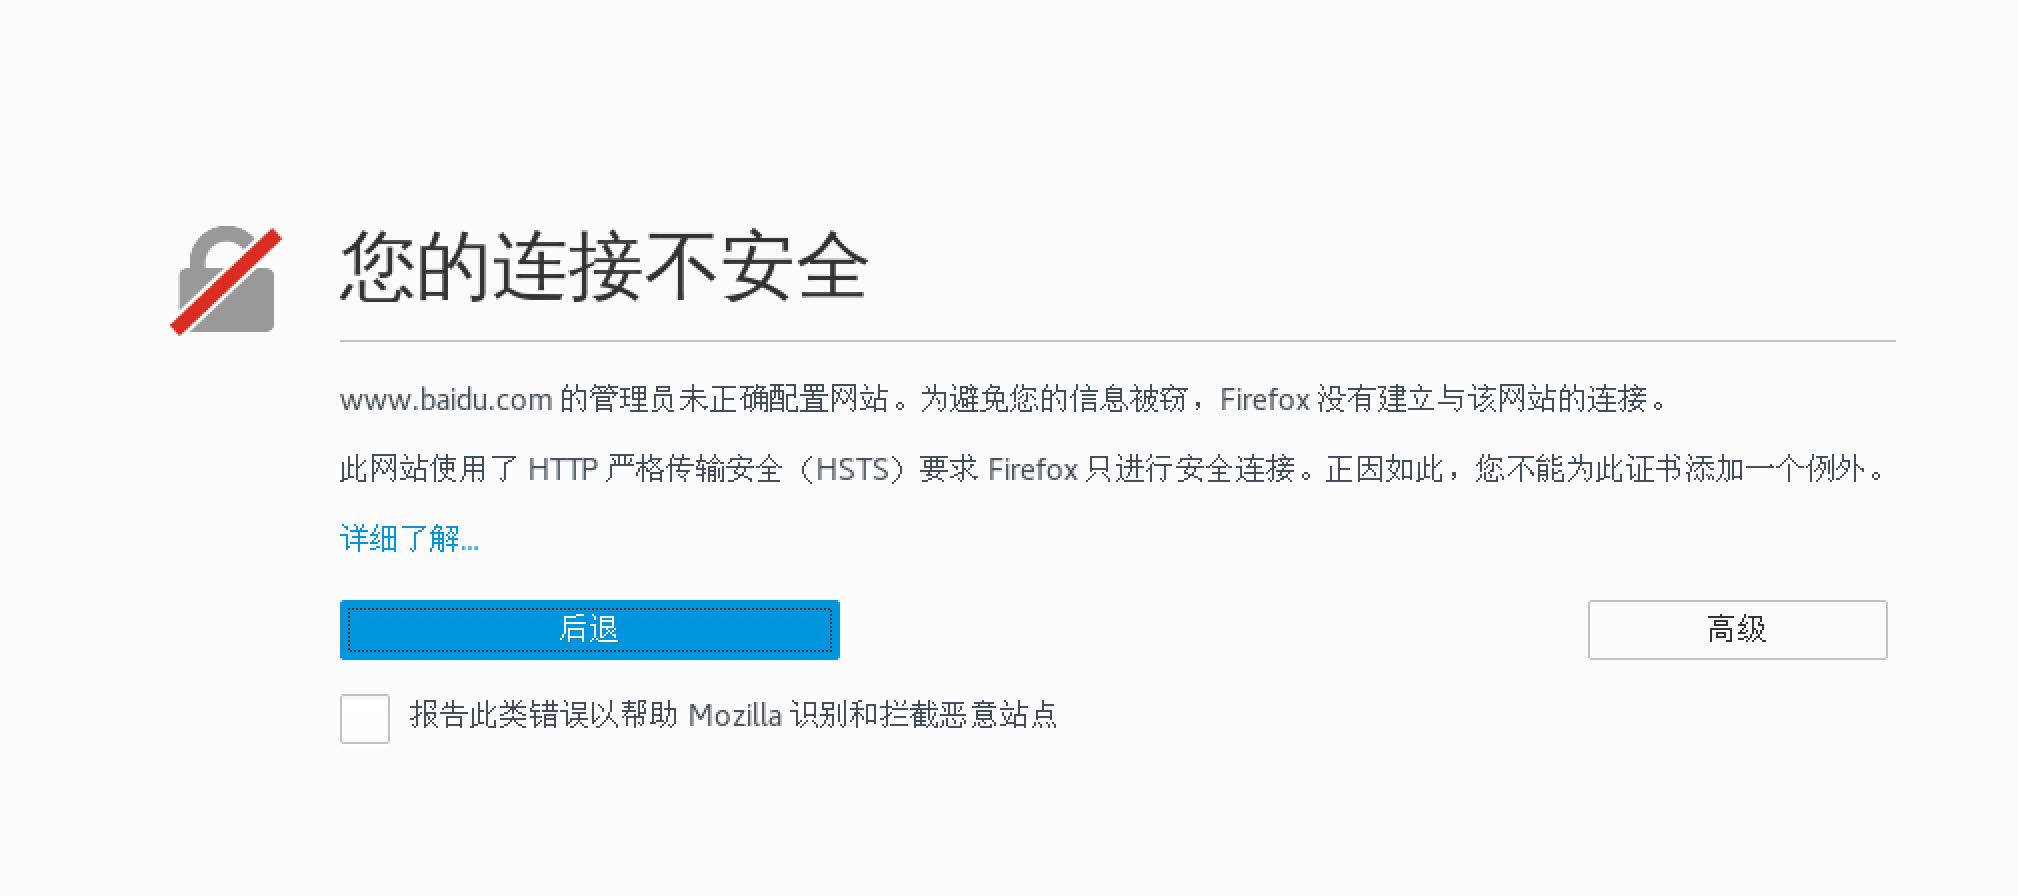 您的连接不安全
www.baidu.com 的管理员未正确配置网站。为避免您的信息被窃，Firefox 没有建立与该网站的连接。
此网站使用了 HTTP 严格传输安全（HSTS）要求 Firefox 只进行安全连接。正因如此，您不能为此证书添加一个例外。
详细了解...
后退
高级
报告此类错误以帮助 Mozilla 识别和拦截恶意站点